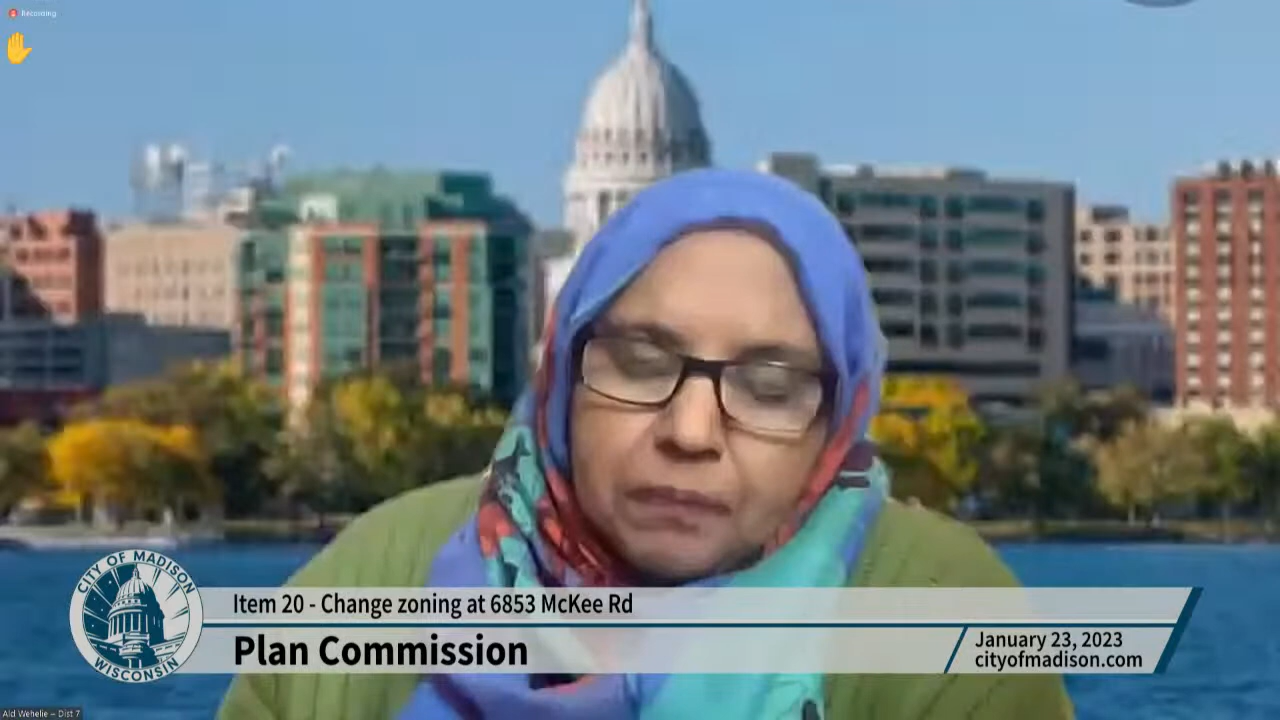 Recording
CITY OF MADISON
WISCONSIN
Item 20 - Change zoning at 6853 McKee Rd
Plan Commission
January 23, 2023
cityofmadison.com
Ald Wehelie – Dist 7